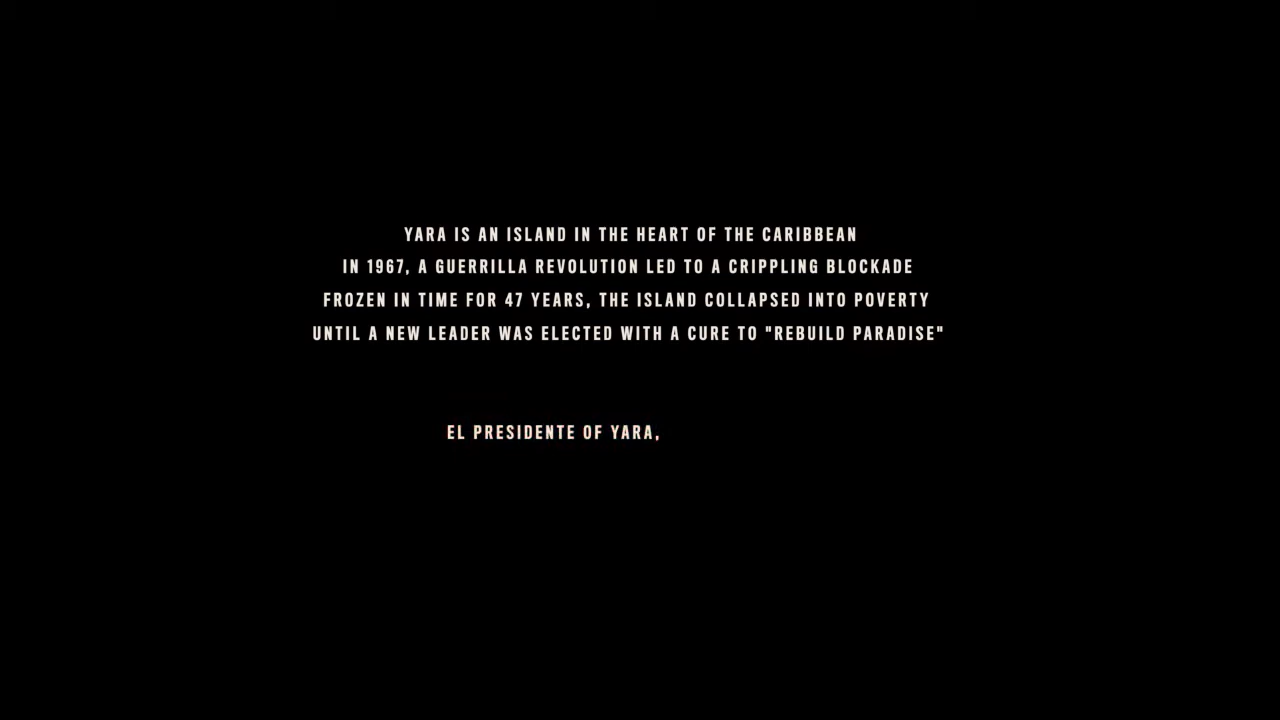 YARA IS AN ISLAND IN THE HEART OF THE CARIBBEAN
IN 1967, A GUERRILLA REVOLUTION LED TO A CRIPPLING BLOCKADE
FROZEN IN TIME FOR 47 YEARS, THE ISLAND COLLAPSED INTO POVERTY
UNTIL A NEW LEADER WAS ELECTED WITH A CURE TO "REBUILD PARADISE"
EL PRESIDENTE OF YARA,